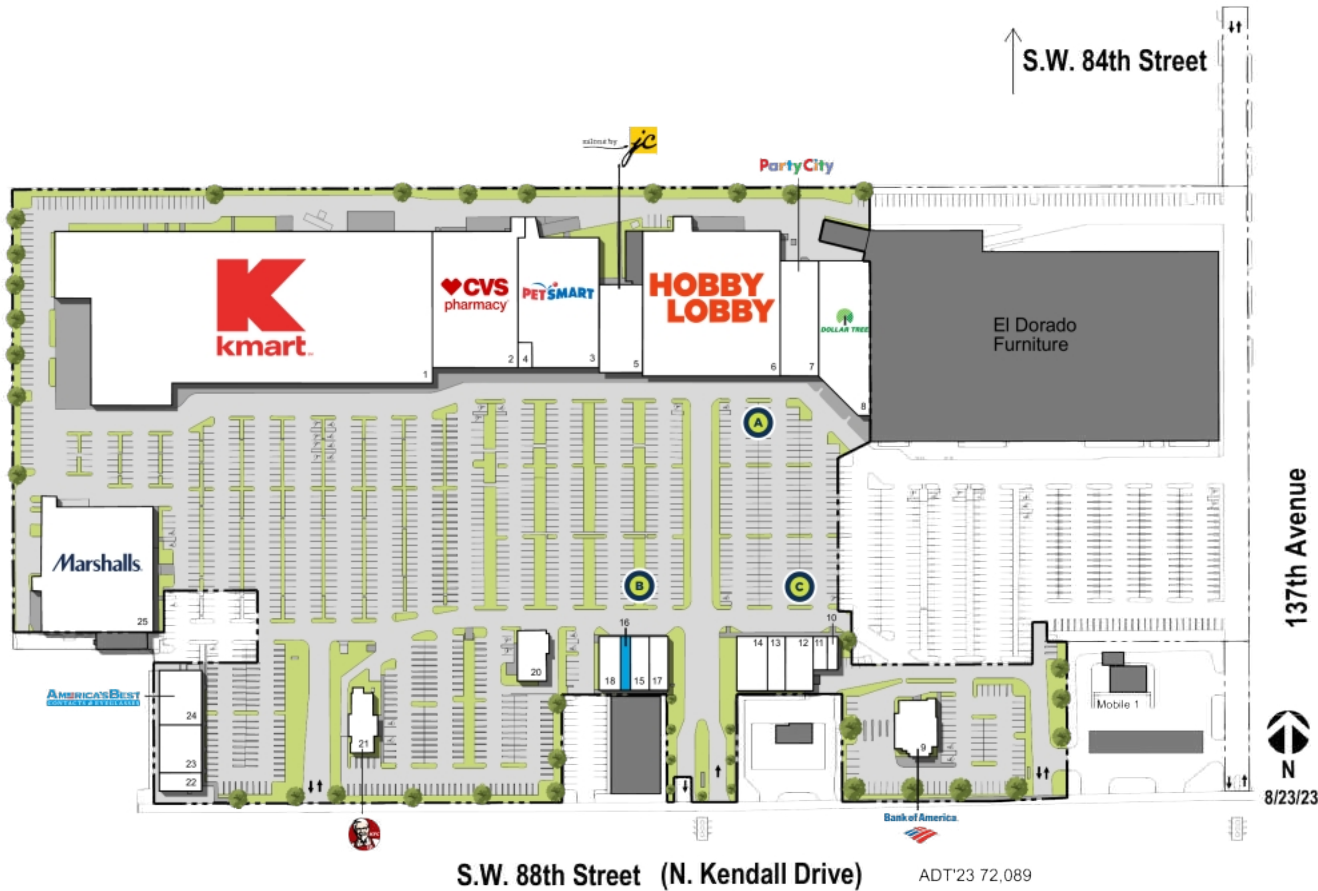 S.W. 84th Street
salons by jc
PartyCity
K
kmart
CVS
pharmacy
PETSMART
HOBBY
LOBBY
DOLLAR TREE
El Dorado
Furniture
1
2
4
3
5
6
7
8
A
B
C
137th Avenue
Marshalls
25
AMERICA'S BEST
CONTACTS & EYEGLASSES
24
23
22
21
KFC
20
16
18
15
17
14
13
12
11
10
9
Bank of America
Mobile 1
N
8/23/23
S.W. 88th Street (N. Kendall Drive)
ADT'23 72,089